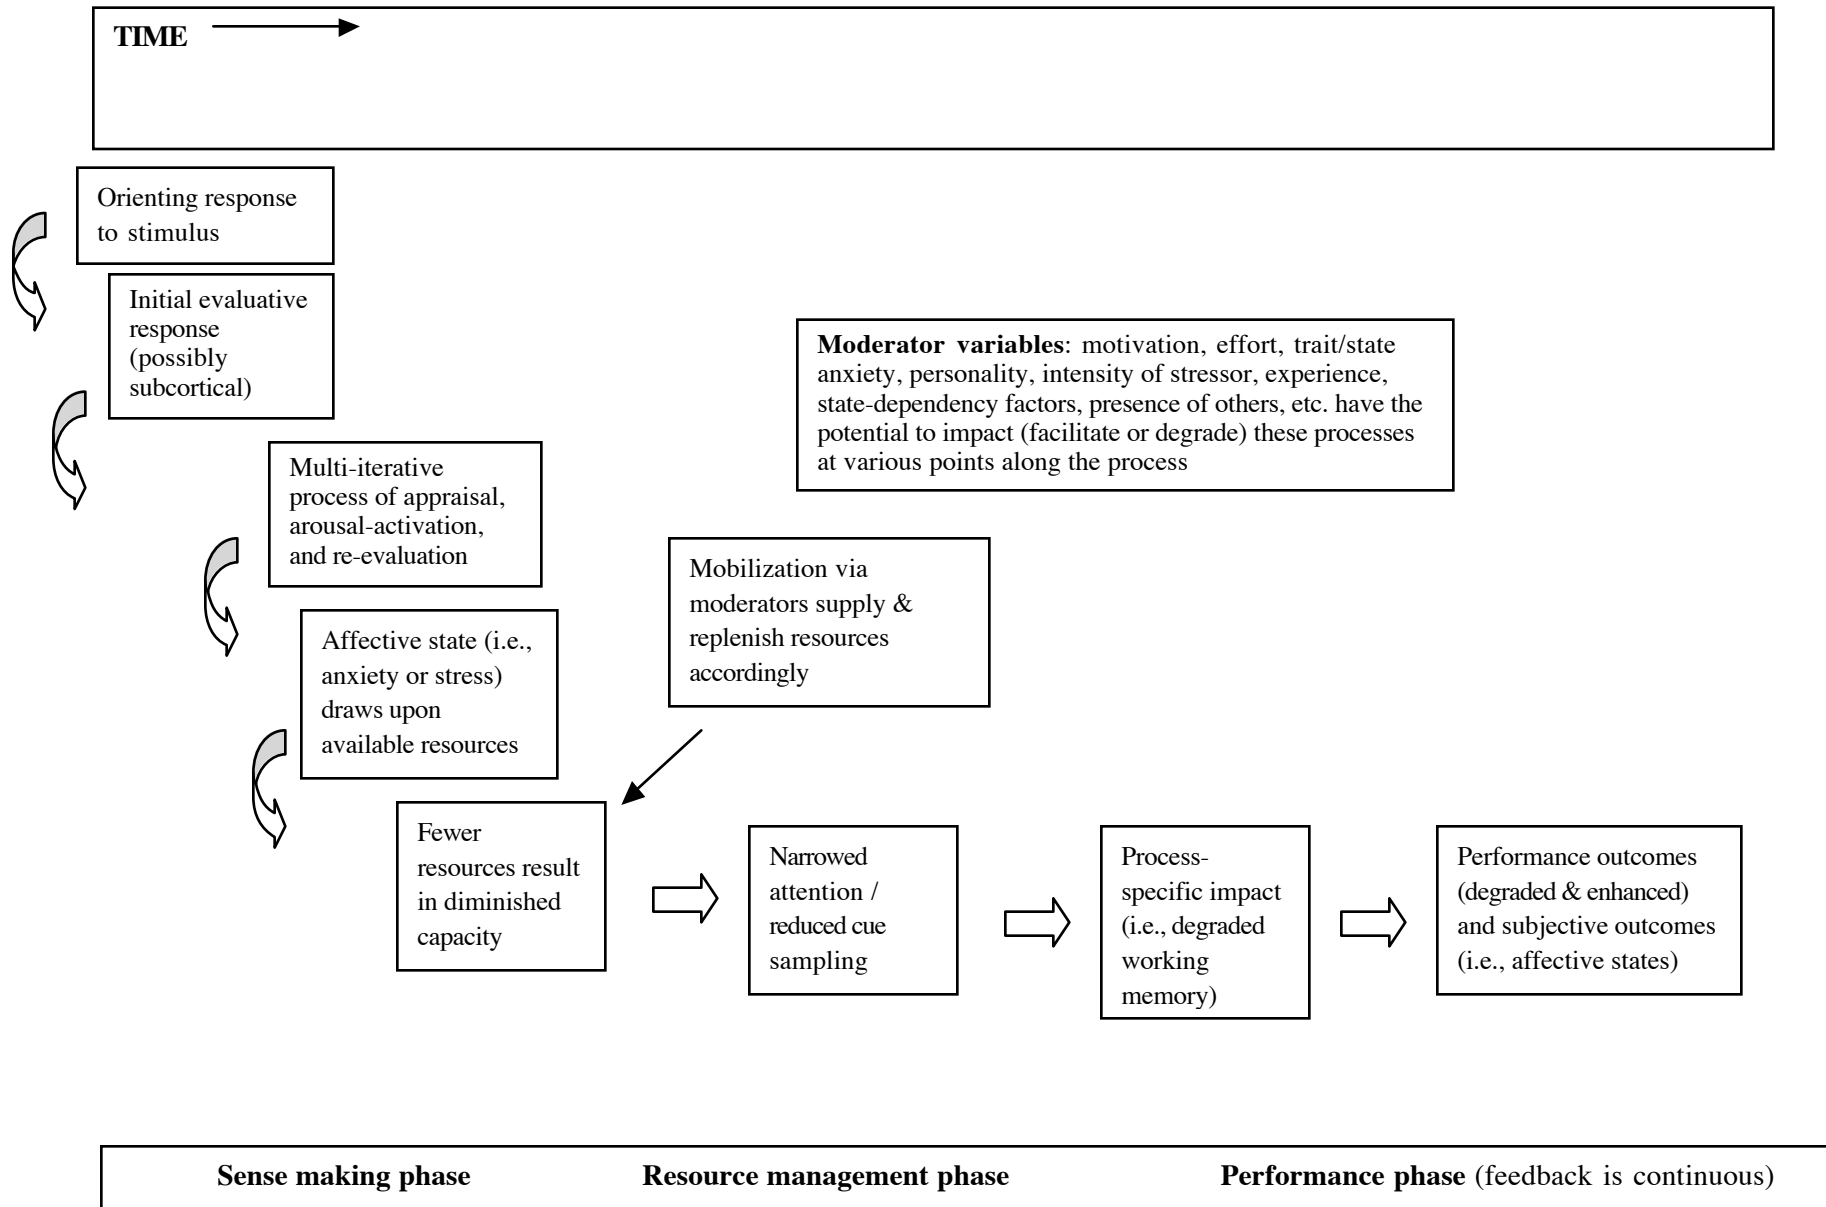 TIME
Orienting response
to stimulus
Initial evaluative
response
(possibly
subcortical)
Moderator variables: motivation, effort, trait/state
anxiety, personality, intensity of stressor, experience,
state-dependency factors, presence of others, etc. have the
potential to impact (facilitate or degrade) these processes
at various points along the process
Multi-iterative
process of appraisal,
arousal-activation,
and re-evaluation
Mobilization via
moderators supply &
replenish resources
accordingly
Affective state (i.e.,
anxiety or stress)
draws upon
available resources
Fewer
resources result
in diminished
capacity
Narrowed
attention /
reduced cue
sampling
Process-
specific impact
(i.e., degraded
working
memory)
Performance outcomes
(degraded & enhanced)
and subjective outcomes
(i.e., affective states)
Sense making phase
Resource management phase
Performance phase (feedback is continuous)